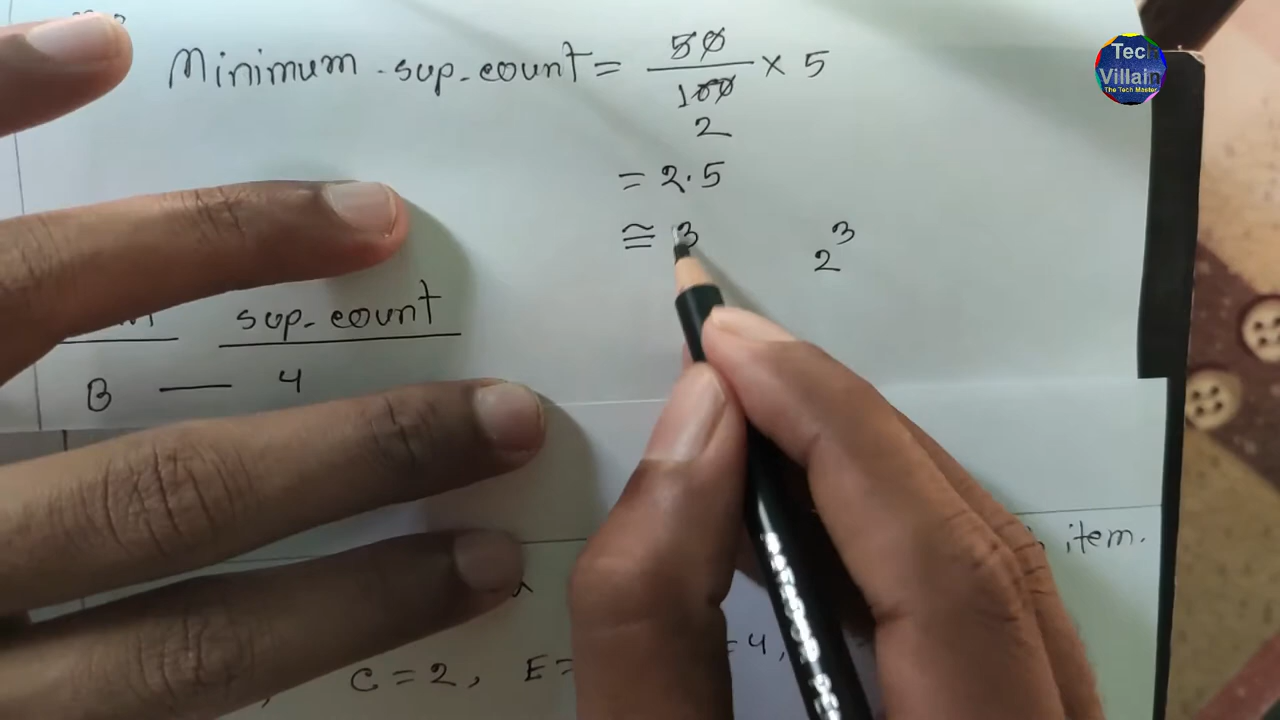 Minimum sup-count = 50/100 × 5
2
= 2.5
≅ 3
3
2
sup-count
B — 4
item.
C = 2, E =
= 4,
Tech
Villain
The Tech Master